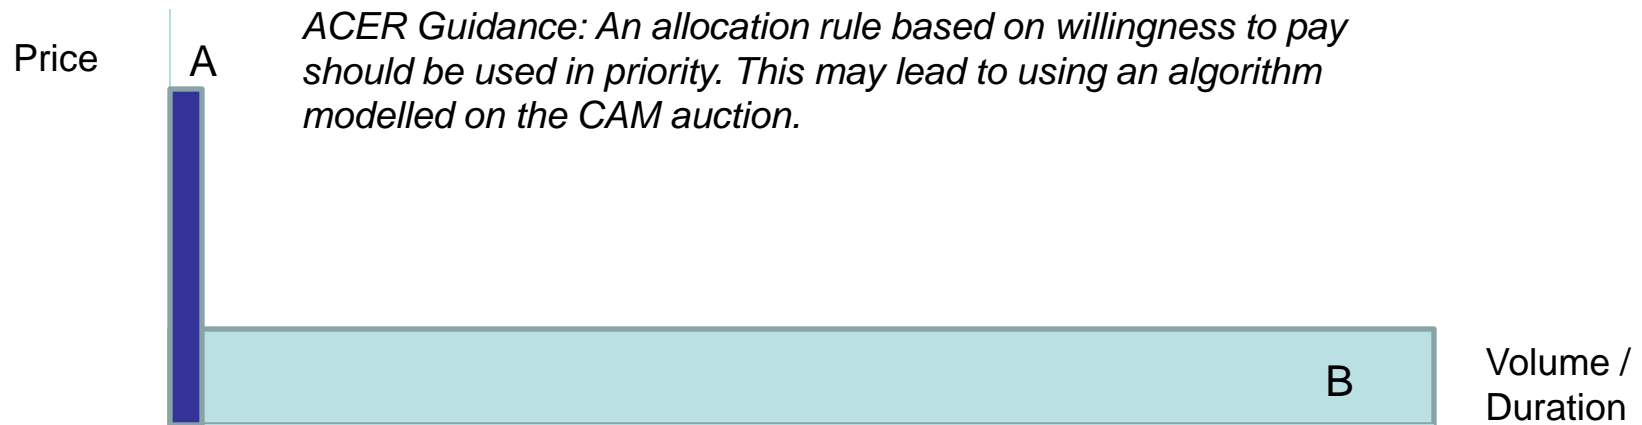 Price
A
ACER Guidance: An allocation rule based on willingness to pay
should be used in priority. This may lead to using an algorithm
modelled on the CAM auction.
B
Volume /
Duration